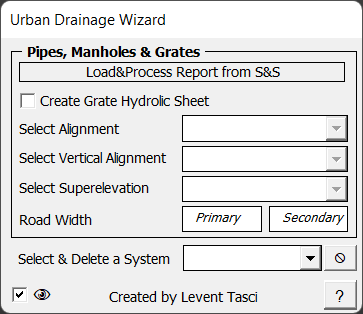 Urban Drainage Wizard
Pipes, Manholes & Grates
Load&Process Report from S&S
Create Grate Hydrolic Sheet
Select Alignment
Select Vertical Alignment
Select Superelevation
Road Width Primary Secondary
Select & Delete a System
Created by Levent Tasci ?